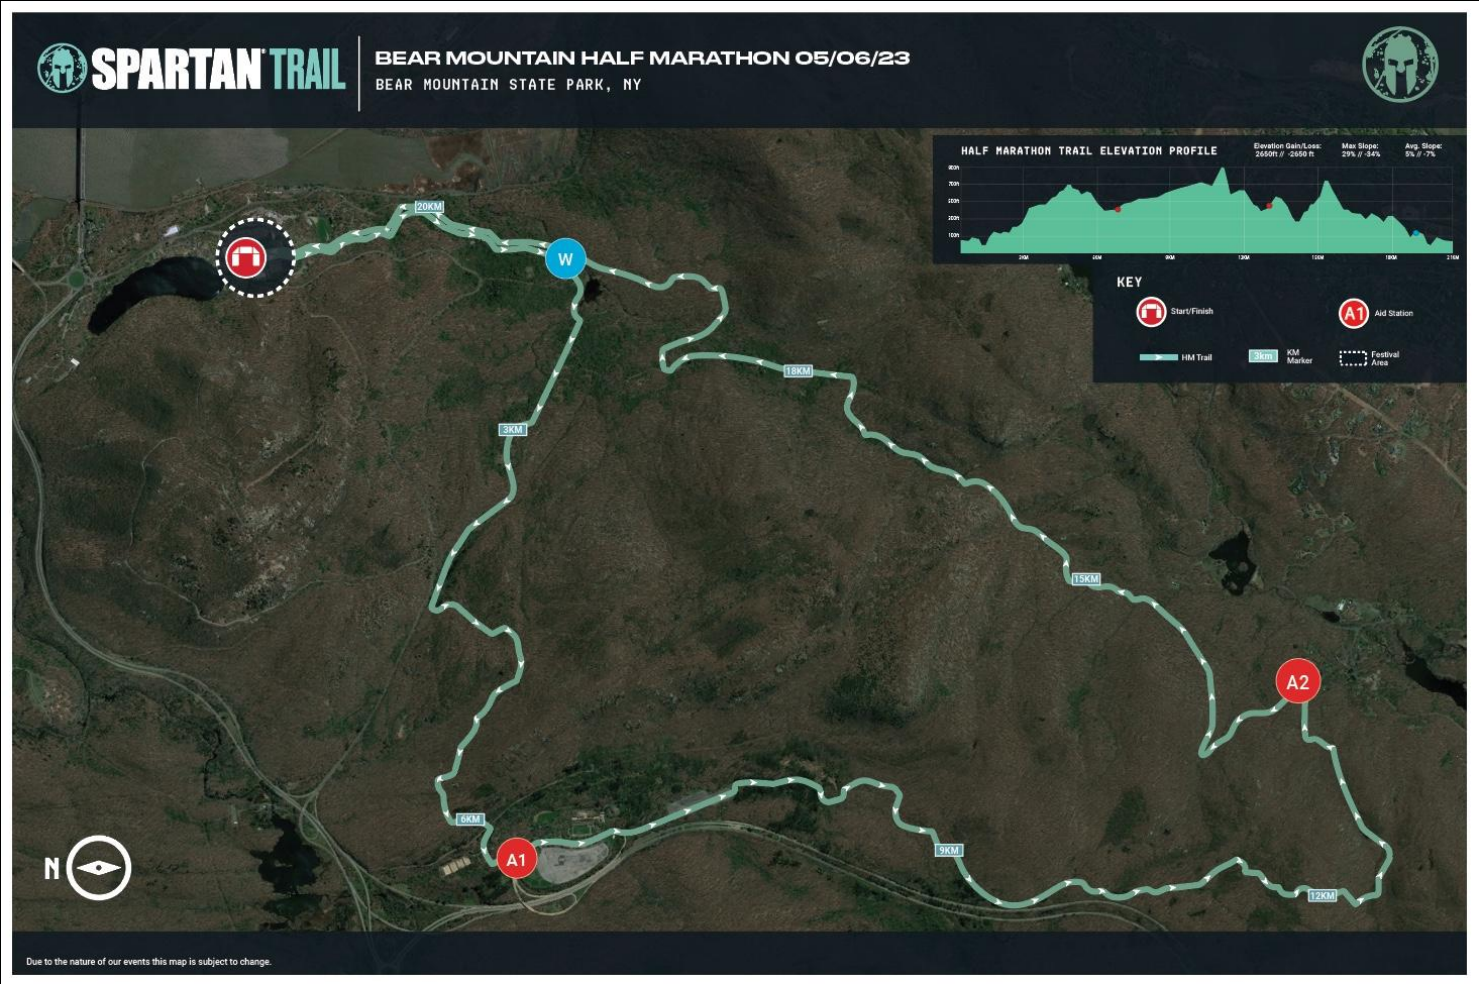 SPARTAN TRAIL
BEAR MOUNTAIN HALF MARATHON 05/06/23
BEAR MOUNTAIN STATE PARK, NY
HALF MARATHON TRAIL ELEVATION PROFILE
Elevation Gain/Loss:
2650ft // -2650 ft
Max Slope:
29% // -34%
Avg. Slope:
5% // -7%
KEY
Start/Finish
A1 Aid Station
HM Trail
3km KM Marker
Festival Area
20KM
W
18KM
3KM
15KM
A2
6KM
A1
9KM
12KM
N
Due to the nature of our events this map is subject to change.